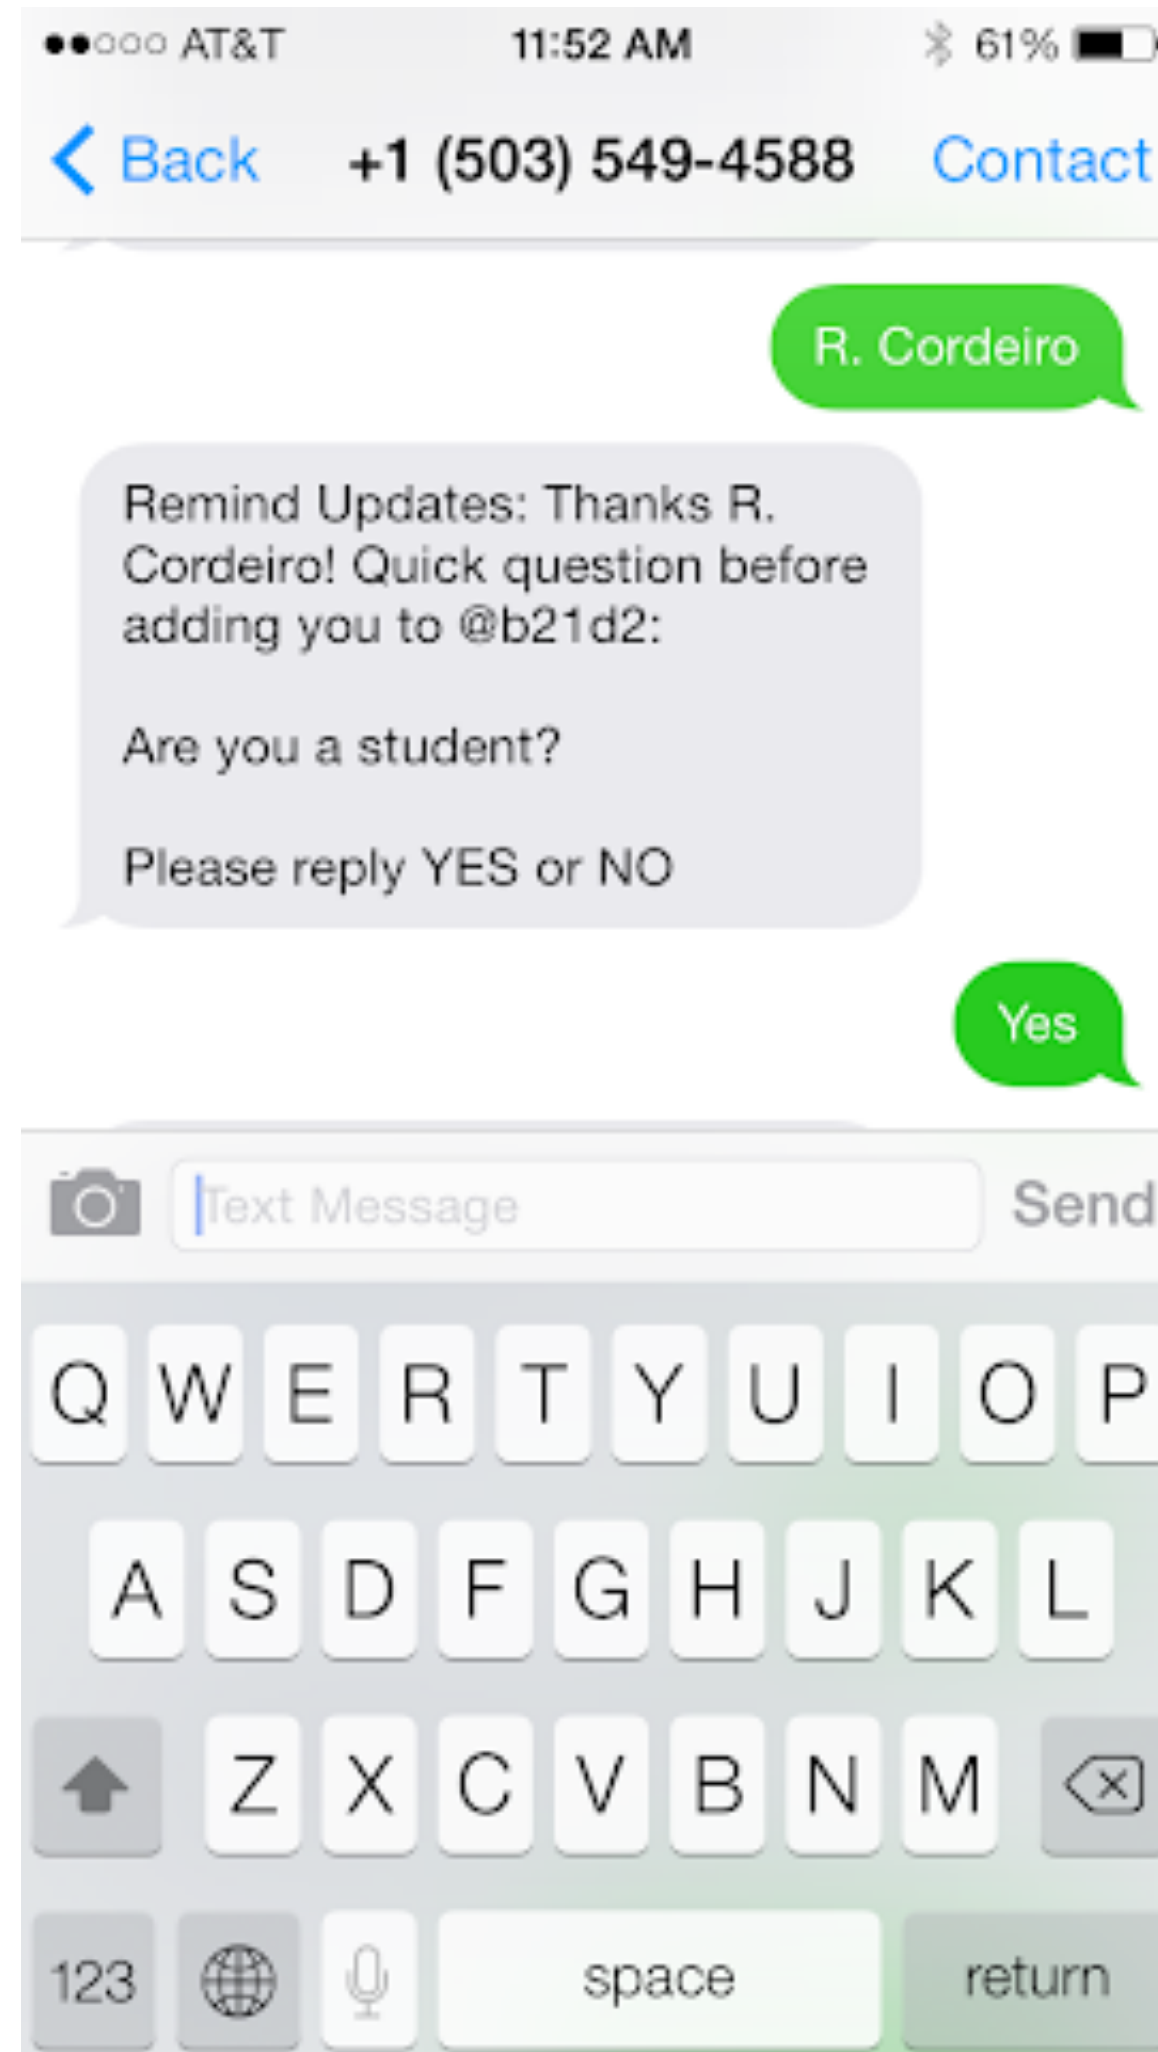 AT&T 11:52 AM 61%
Back +1 (503) 549-4588 Contact
R. Cordeiro
Remind Updates: Thanks R.
Cordeiro! Quick question before
adding you to @b21d2:
Are you a student?
Please reply YES or NO
Yes
Text Message Send
Q W E R T Y U I O P
A S D F G H J K L
Z X C V B N M
123 space return